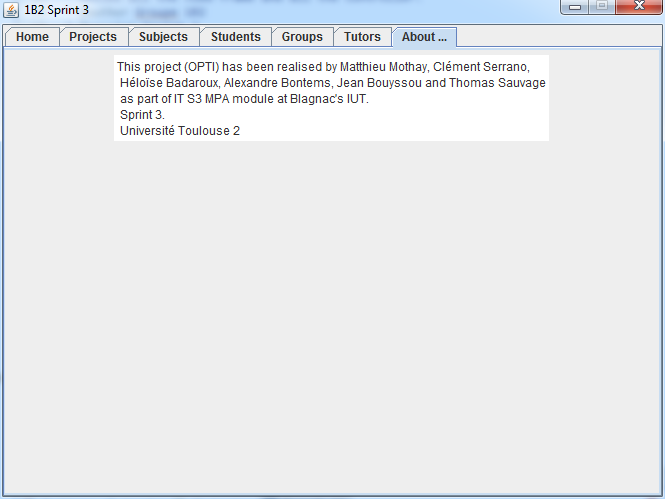 1B2 Sprint 3
Home Projects Subjects Students Groups Tutors About ...
This project (OPTI) has been realised by Matthieu Mothay, Clément Serrano,
Héloïse Badaroux, Alexandre Bontems, Jean Bouyssou and Thomas Sauvage
as part of IT S3 MPA module at Blagnac's IUT.
Sprint 3.
Université Toulouse 2